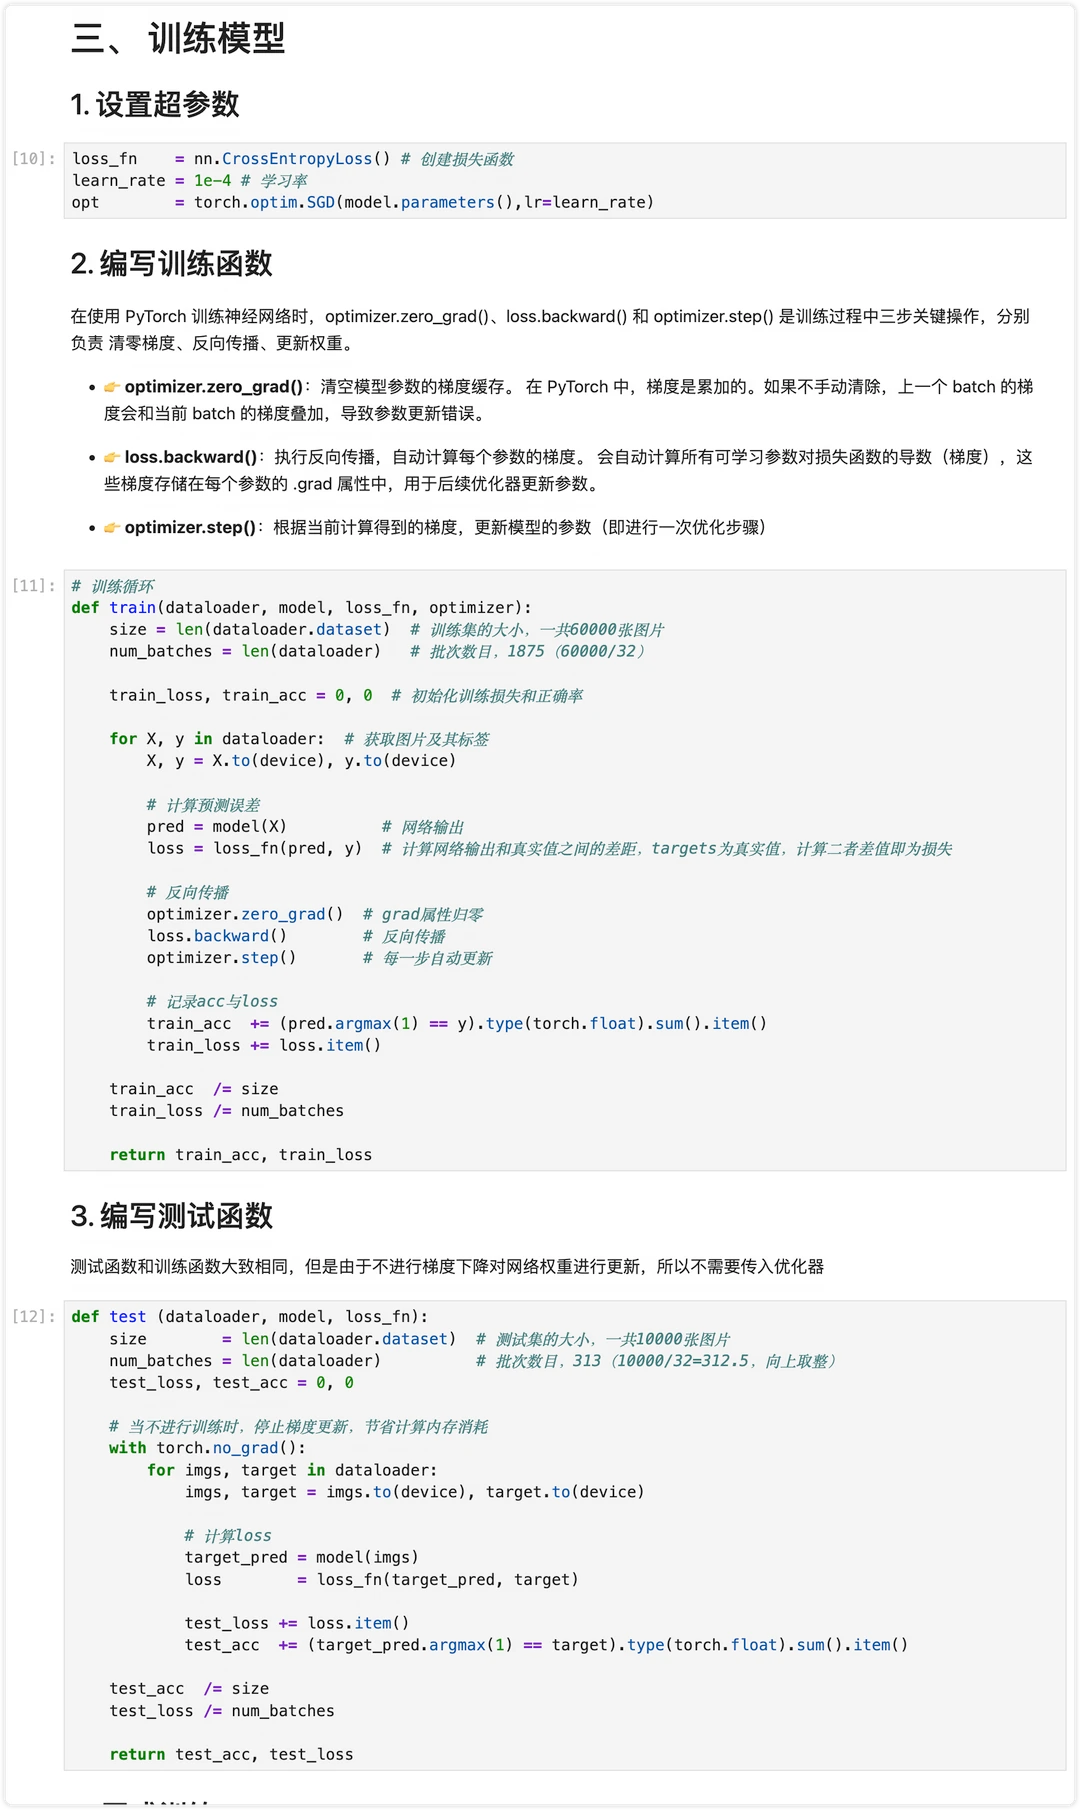 三、 训练模型
1. 设置超参数
[10]:
loss_fn    = nn.CrossEntropyLoss() # 创建损失函数
learn_rate = 1e-4 # 学习率
opt        = torch.optim.SGD(model.parameters(),lr=learn_rate)
2. 编写训练函数
在使用 PyTorch 训练神经网络时，optimizer.zero_grad()、loss.backward() 和 optimizer.step() 是训练过程中三步关键操作，分别
负责 清零梯度、反向传播、更新权重。
• 👉 optimizer.zero_grad()：清空模型参数的梯度缓存。 在 PyTorch 中，梯度是累加的。如果不手动清除，上一个 batch 的梯
度会和当前 batch 的梯度叠加，导致参数更新错误。
• 👉 loss.backward()：执行反向传播，自动计算每个参数的梯度。 会自动计算所有可学习参数对损失函数的导数（梯度），这
些梯度存储在每个参数的 .grad 属性中，用于后续优化器更新参数。
• 👉 optimizer.step()：根据当前计算得到的梯度，更新模型的参数（即进行一次优化步骤）
[11]:
# 训练循环
def train(dataloader, model, loss_fn, optimizer):
    size = len(dataloader.dataset)  # 训练集的大小，一共60000张图片
    num_batches = len(dataloader)   # 批次数目，1875（60000/32）
    train_loss, train_acc = 0, 0  # 初始化训练损失和正确率
    for X, y in dataloader:  # 获取图片及其标签
        X, y = X.to(device), y.to(device)
        # 计算预测误差
        pred = model(X)          # 网络输出
        loss = loss_fn(pred, y)  # 计算网络输出和真实值之间的差距，targets为真实值，计算二者差值即为损失
        # 反向传播
        optimizer.zero_grad()  # grad属性归零
        loss.backward()        # 反向传播
        optimizer.step()       # 每一步自动更新
        # 记录acc与loss
        train_acc  += (pred.argmax(1) == y).type(torch.float).sum().item()
        train_loss += loss.item()
    train_acc  /= size
    train_loss /= num_batches
    return train_acc, train_loss
3. 编写测试函数
测试函数和训练函数大致相同，但是由于不进行梯度下降对网络权重进行更新，所以不需要传入优化器
[12]:
def test (dataloader, model, loss_fn):
    size        = len(dataloader.dataset)  # 测试集的大小，一共10000张图片
    num_batches = len(dataloader)          # 批次数目，313（10000/32=312.5，向上取整）
    test_loss, test_acc = 0, 0
    # 当不进行训练时，停止梯度更新，节省计算内存消耗
    with torch.no_grad():
        for imgs, target in dataloader:
            imgs, target = imgs.to(device), target.to(device)
            # 计算loss
            target_pred = model(imgs)
            loss        = loss_fn(target_pred, target)
            test_loss += loss.item()
            test_acc  += (target_pred.argmax(1) == target).type(torch.float).sum().item()
    test_acc  /= size
    test_loss /= num_batches
    return test_acc, test_loss